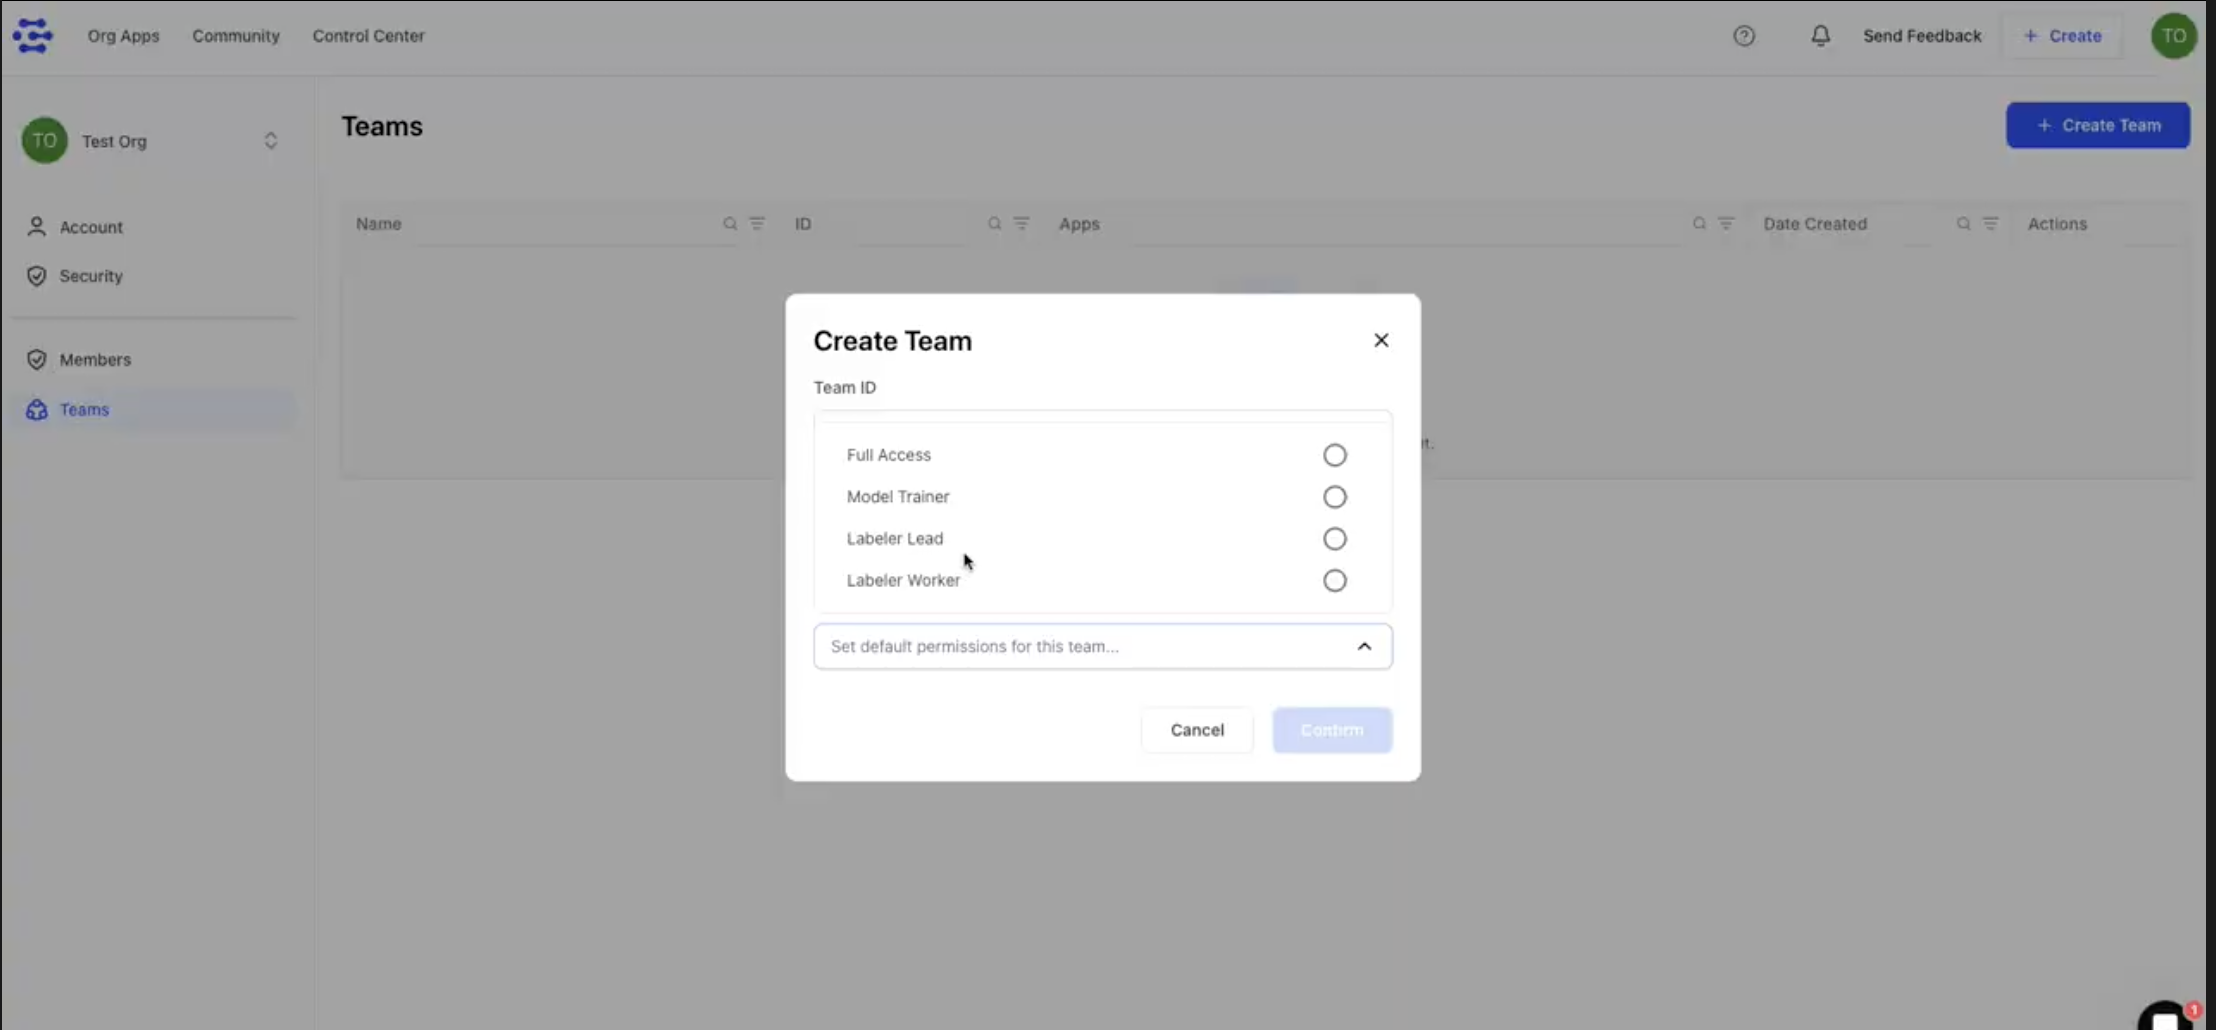 Org Apps
Community
Control Center
Send Feedback
+ Create
TO
TO
Test Org
Account
Security
Members
Teams
Teams
+ Create Team
Name
ID
Apps
Date Created
Actions
it.
Create Team
Team ID
Full Access
Model Trainer
Labeler Lead
Labeler Worker
Set default permissions for this team...
Cancel
Confirm
1